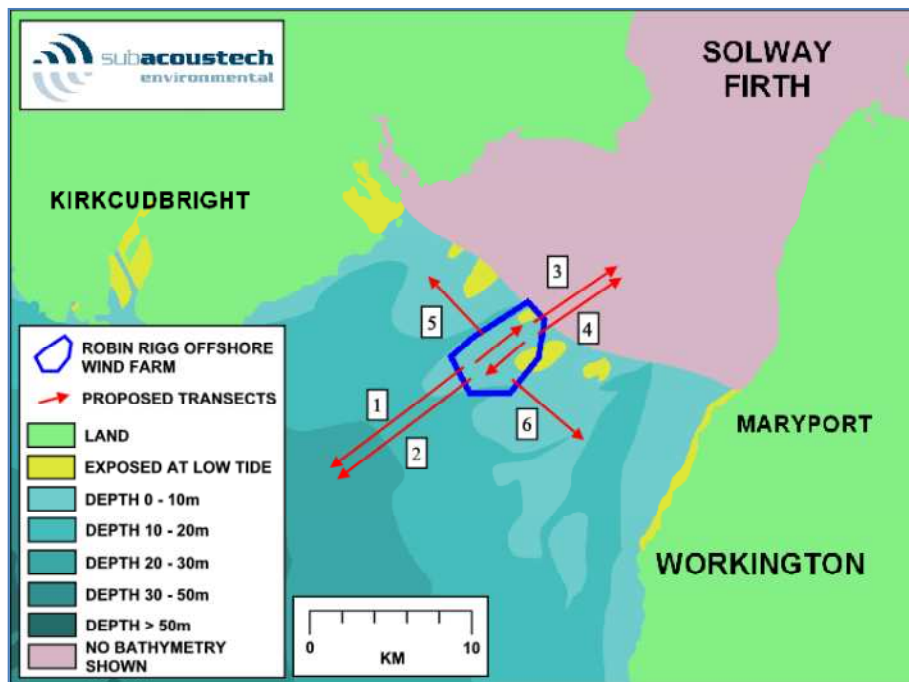 subacoustech
environmental
SOLWAY
FIRTH
KIRKCUDBRIGHT
3
5
4
ROBIN RIGG OFFSHORE
WIND FARM
PROPOSED TRANSECTS
1
6
2
MARYPORT
LAND
EXPOSED AT LOW TIDE
DEPTH 0 - 10m
DEPTH 10 - 20m
DEPTH 20 - 30m
DEPTH 30 - 50m
DEPTH > 50m
NO BATHYMETRY
SHOWN
WORKINGTON
0 10
KM